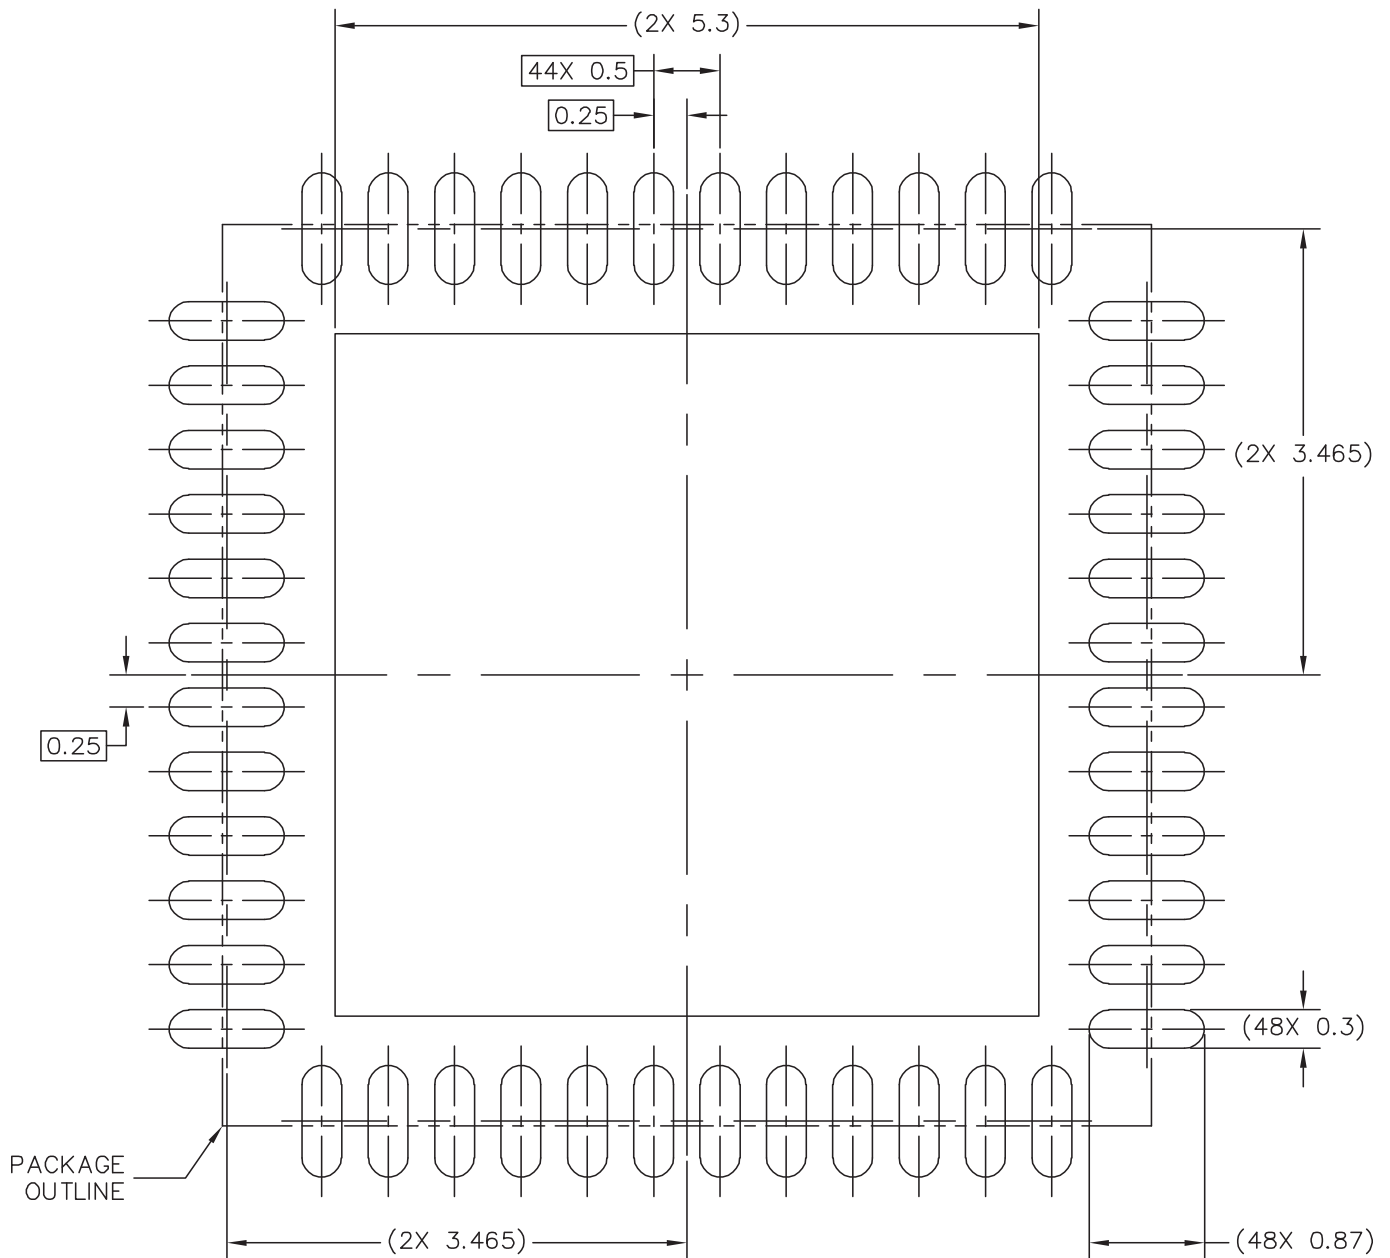 (2X 5.3)
44X 0.5
0.25
(2X 3.465)
0.25
(48X 0.3)
PACKAGE
OUTLINE
(2X 3.465)
(48X 0.87)